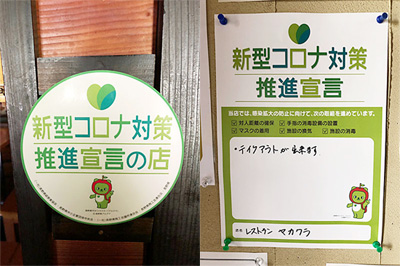 新型コロナ対策
推進宣言の店
新型コロナ対策
推進宣言
当店では、感染拡大の防止に向けて、次の取組を進めています。
☑ 対人距離の確保 ☑ 手指の消毒設備の設置
☑ マスクの着用 ☑ 施設の換気 ☑ 施設の消毒
・テイクアウトが出来ます
店名 レストラン マカワラ